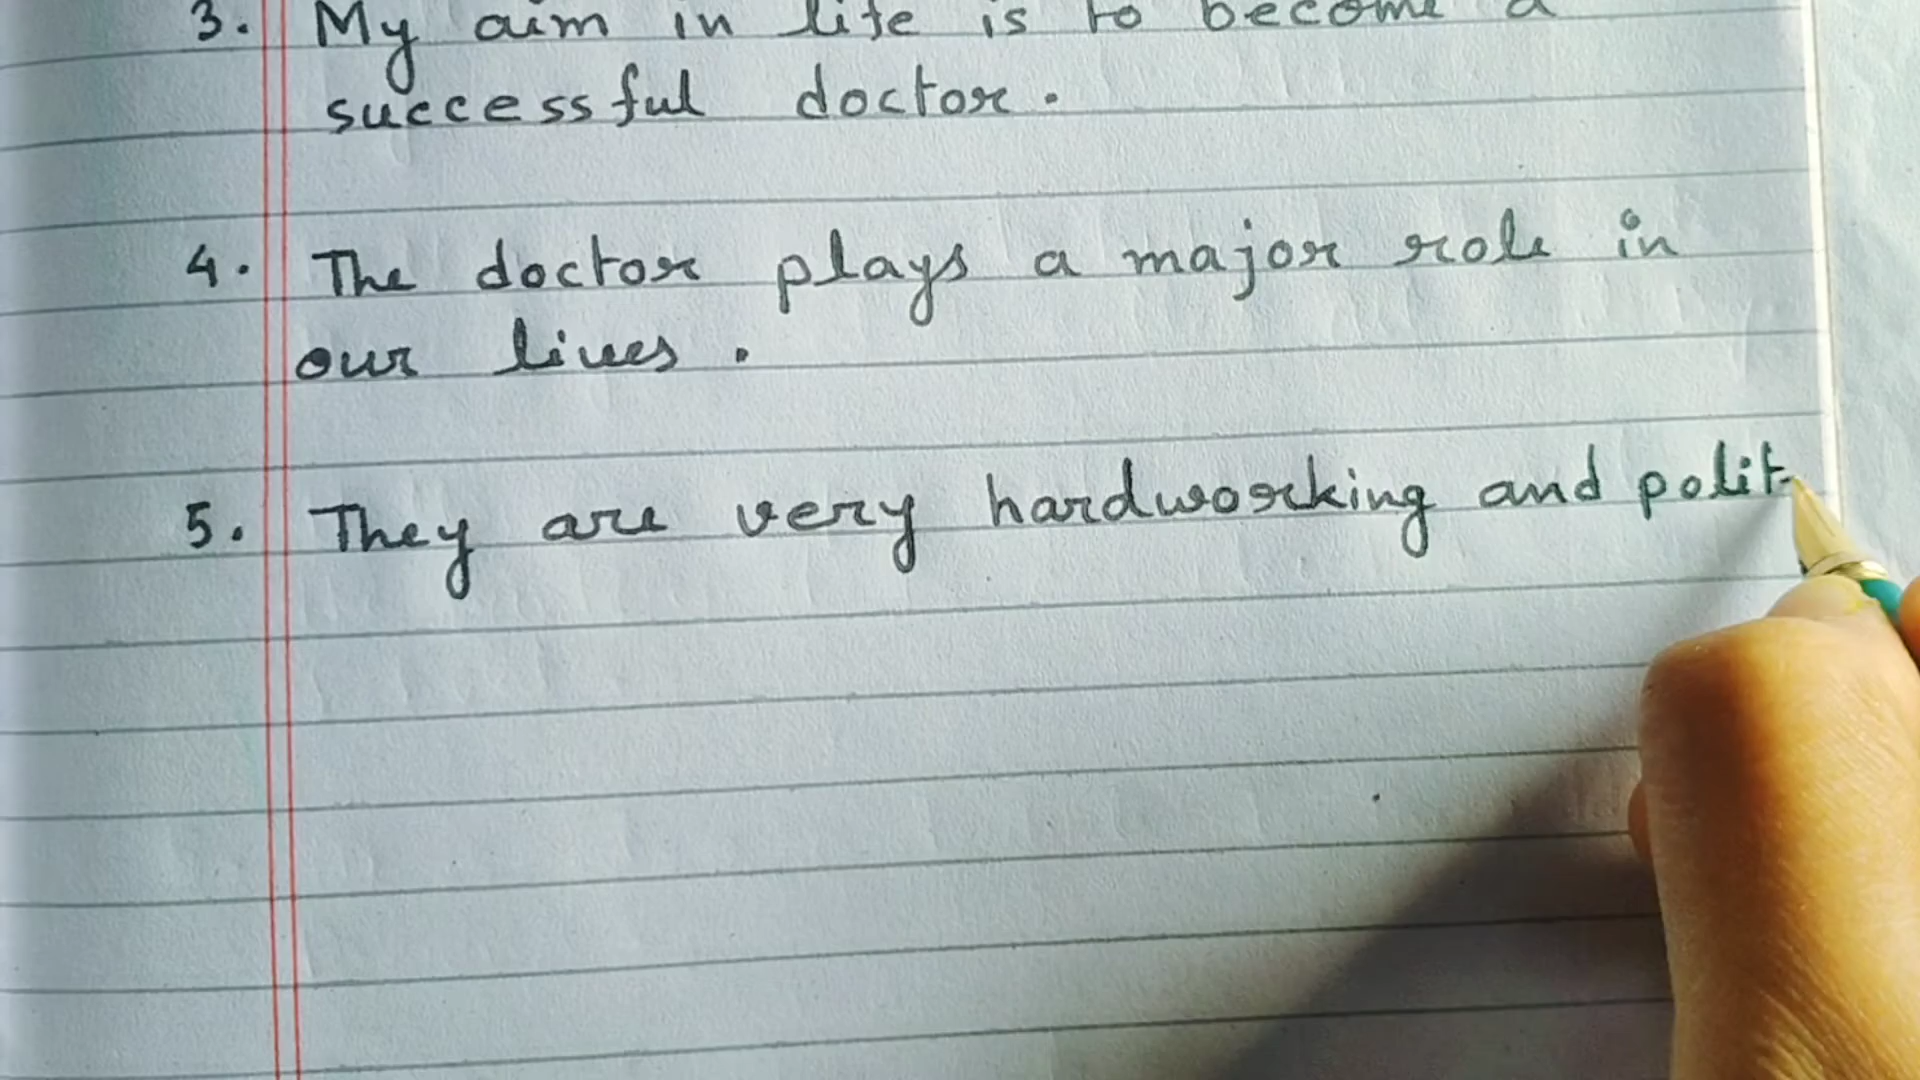 3. My aim in life is to become a
successful doctor.
4. The doctor plays a major role in
our lives.
5. They are very hardworking and polit